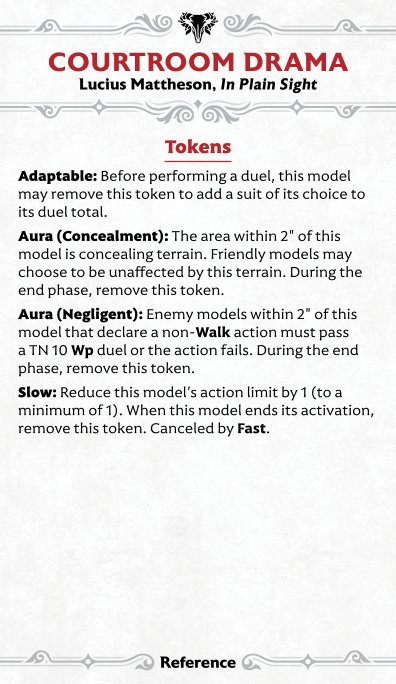 COURTROOM DRAMA
Lucius Mattheson, In Plain Sight
Tokens
Adaptable: Before performing a duel, this model
may remove this token to add a suit of its choice to
its duel total.
Aura (Concealment): The area within 2" of this
model is concealing terrain. Friendly models may
choose to be unaffected by this terrain. During the
end phase, remove this token.
Aura (Negligent): Enemy models within 2" of this
model that declare a non-Walk action must pass
a TN 10 Wp duel or the action fails. During the end
phase, remove this token.
Slow: Reduce this model’s action limit by 1 (to a
minimum of 1). When this model ends its activation,
remove this token. Canceled by Fast.
Reference